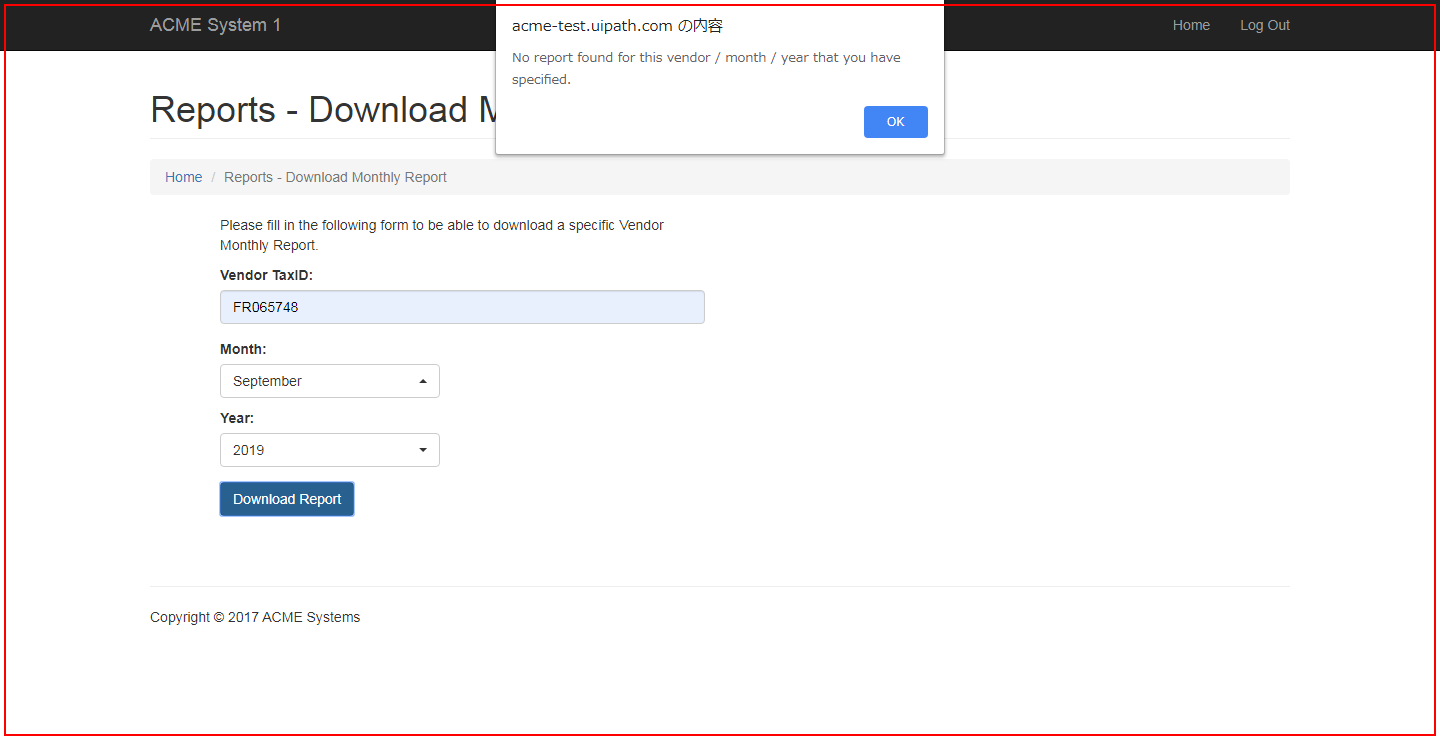 ACME System 1
acme-test.uipath.com の内容
No report found for this vendor / month / year that you have
specified.
OK
Home
Log Out
Reports - Download
Home / Reports - Download Monthly Report
Please fill in the following form to be able to download a specific Vendor
Monthly Report.
Vendor TaxID:
FR065748
Month:
September
Year:
2019
Download Report
Copyright © 2017 ACME Systems